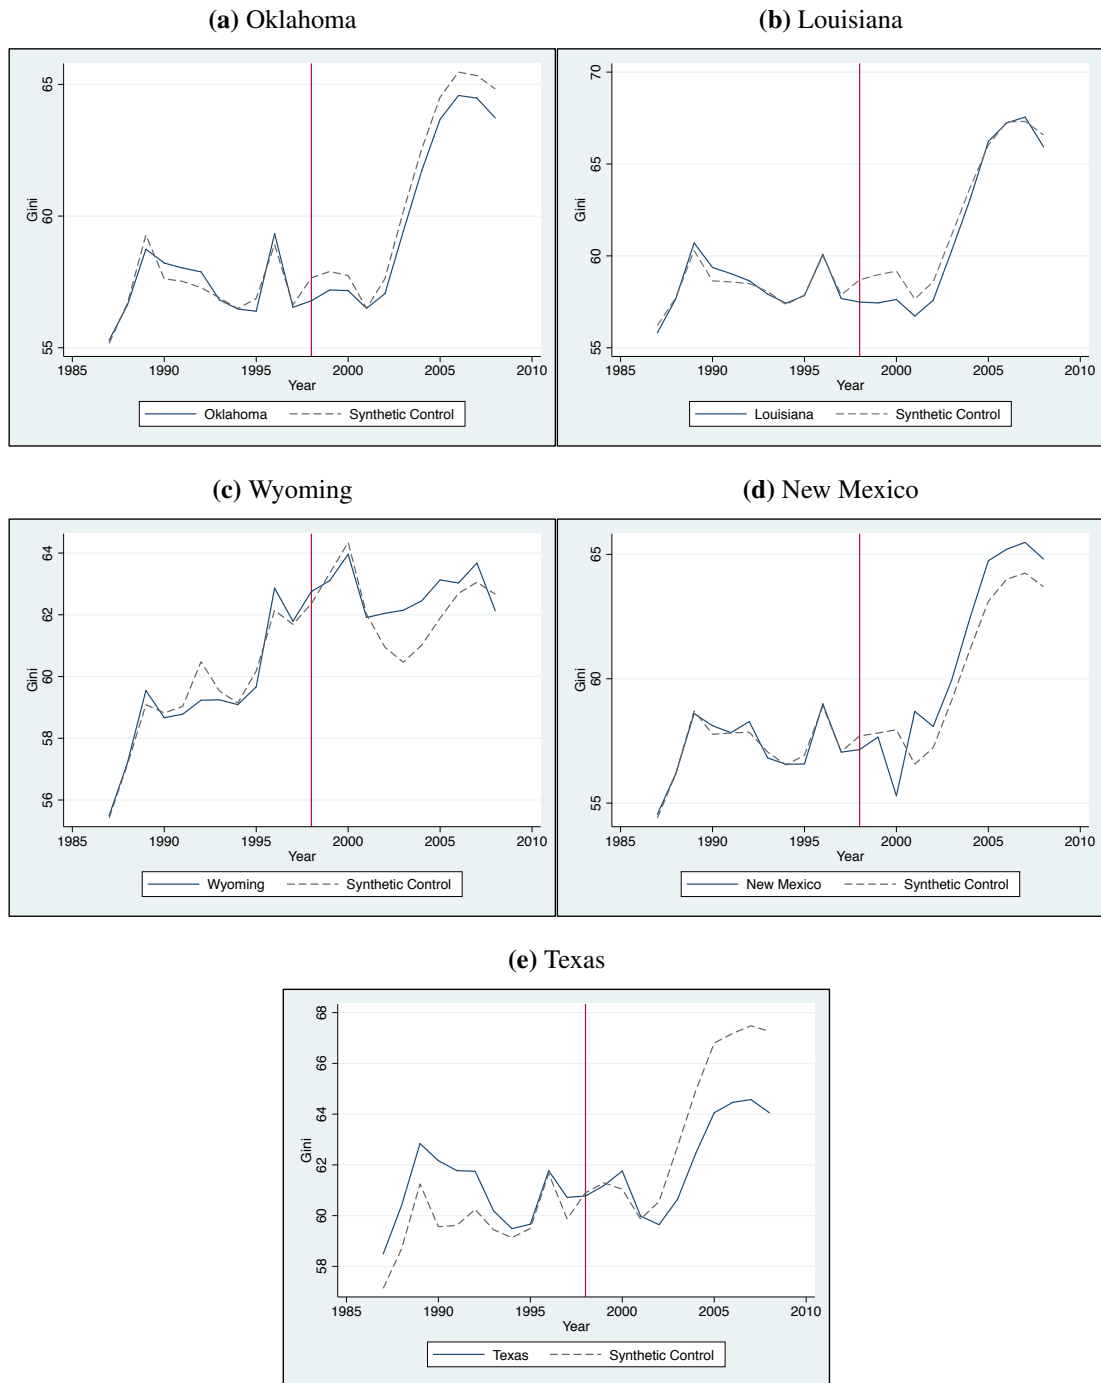 (a) Oklahoma
(b) Louisiana
65
60
55
Gini
1985 1990 1995 2000 2005 2010
Year
Oklahoma Synthetic Control
70
65
60
55
Gini
1985 1990 1995 2000 2005 2010
Year
Louisiana Synthetic Control
(c) Wyoming
(d) New Mexico
64
62
60
58
56
Gini
1985 1990 1995 2000 2005 2010
Year
Wyoming Synthetic Control
65
60
55
Gini
1985 1990 1995 2000 2005 2010
Year
New Mexico Synthetic Control
(e) Texas
68
66
64
62
60
58
Gini
1985 1990 1995 2000 2005 2010
Year
Texas Synthetic Control